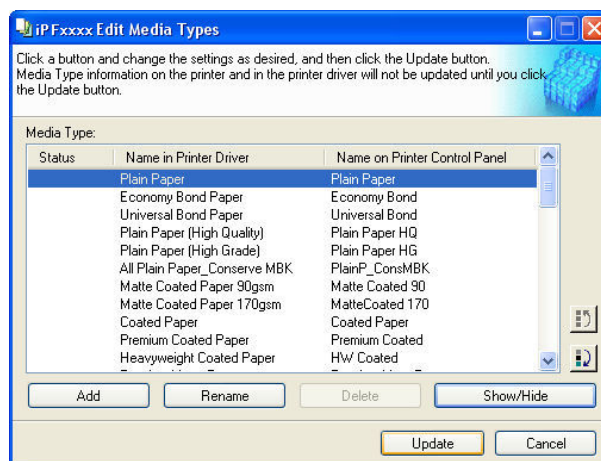 iPFxxxx Edit Media Types
Click a button and change the settings as desired, and then click the Update button.
Media Type information on the printer and in the printer driver will not be updated until you click
the Update button.
Media Type:
Status Name in Printer Driver Name on Printer Control Panel
Plain Paper Plain Paper
Economy Bond Paper Economy Bond
Universal Bond Paper Universal Bond
Plain Paper (High Quality) Plain Paper HQ
Plain Paper (High Grade) Plain Paper HG
All Plain Paper_Conserve MBK PlainP_ConsMBK
Matte Coated Paper 90gsm Matte Coated 90
Matte Coated Paper 170gsm MatteCoated 170
Coated Paper Coated Paper
Premium Coated Paper Premium Coated
Heavyweight Coated Paper HW Coated
Add Rename Delete Show/Hide
Update Cancel